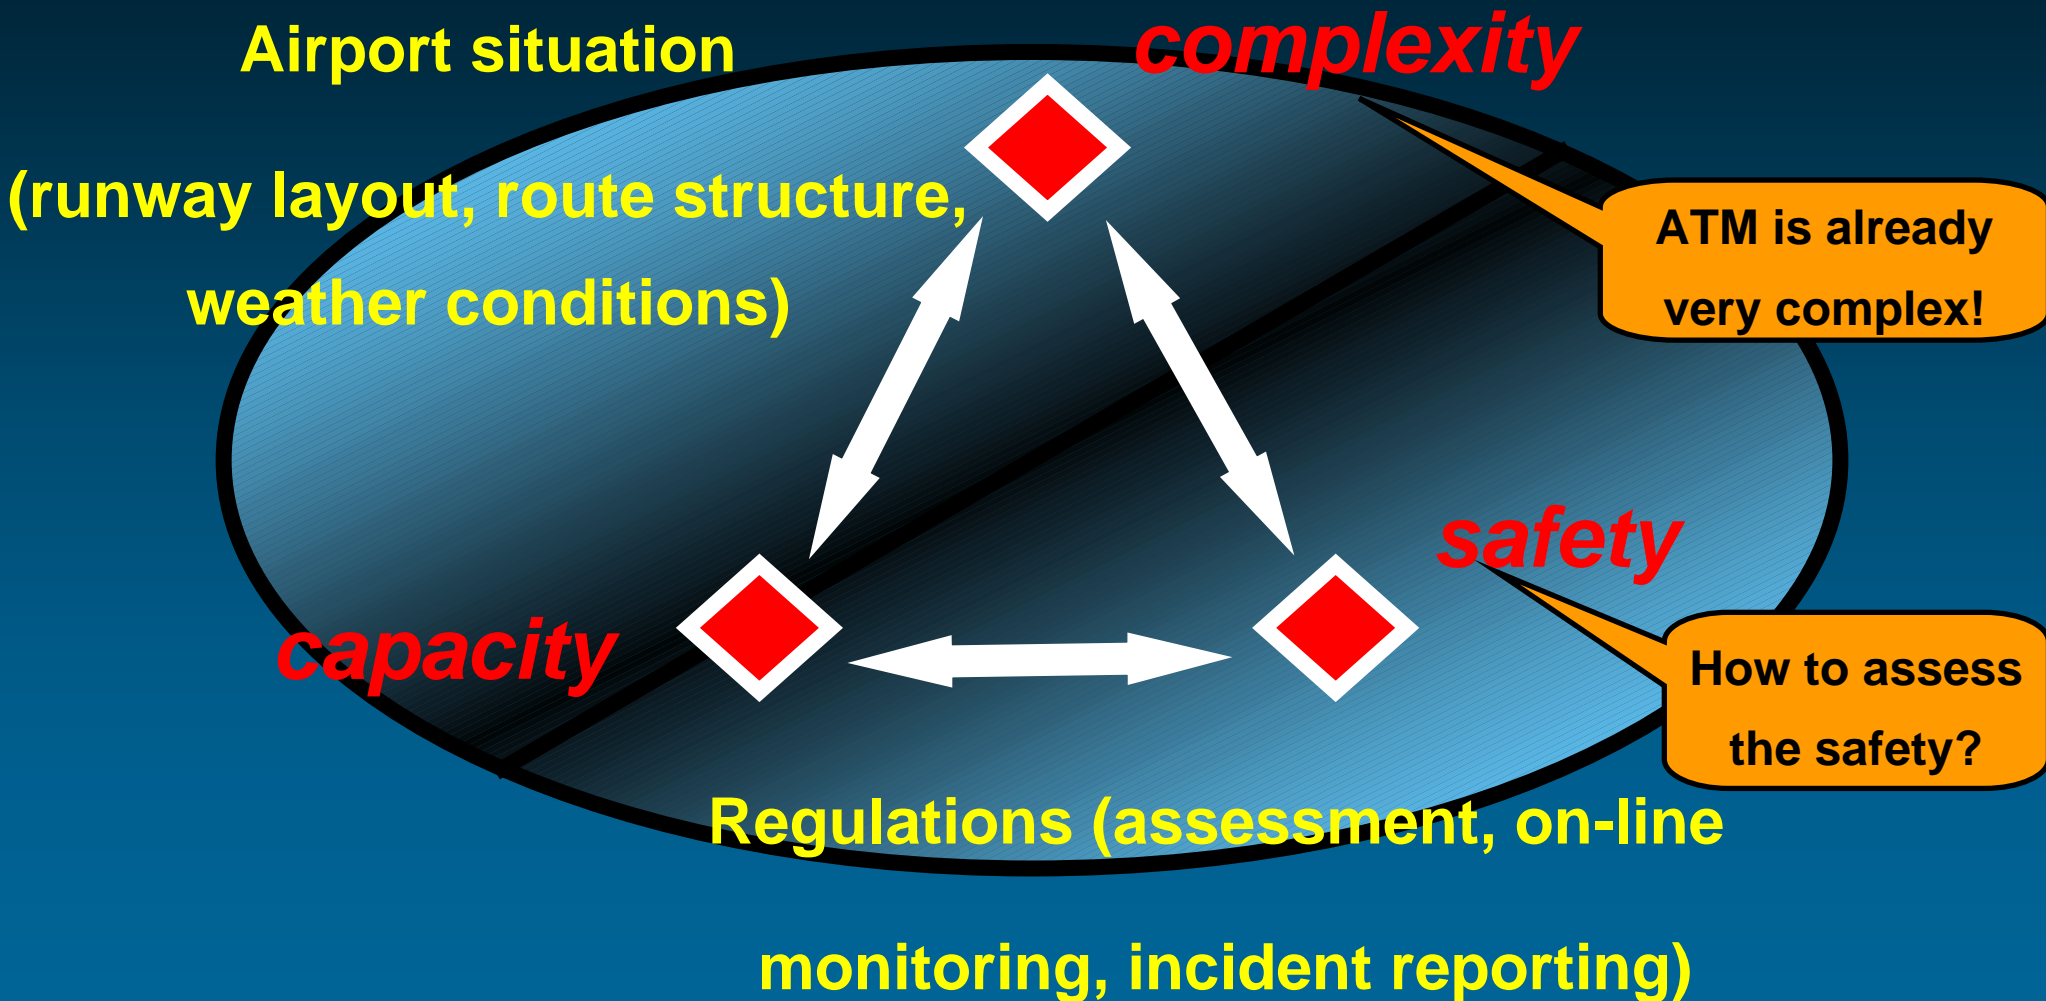 Airport situation
complexity
(runway layout, route structure,
weather conditions)
ATM is already
very complex!
safety
capacity
How to assess
the safety?
Regulations (assessment, on-line
monitoring, incident reporting)